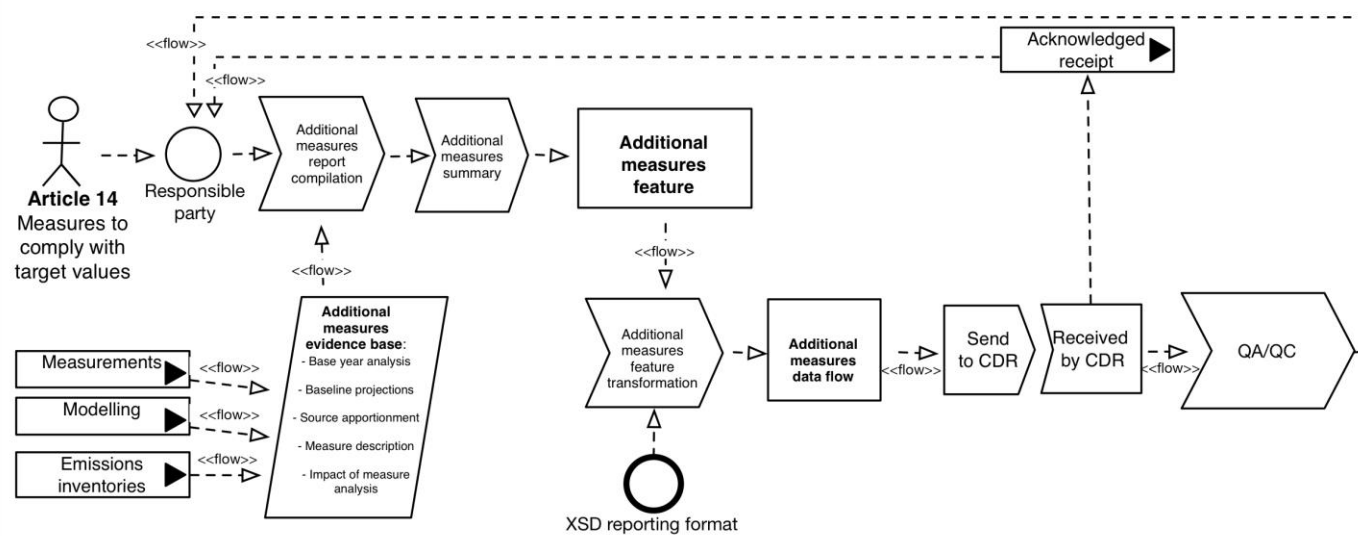 <<flow>>
<<flow>>
Acknowledged
receipt
Article 14
Measures to
comply with
target values
Responsible
party
Additional
measures
report
compilation
Additional
measures
summary
Additional
measures
feature
<<flow>>
<<flow>>
Additional
measures
evidence base:
- Base year analysis
- Baseline projections
- Source apportionment
- Measure description
- Impact of measure
analysis
Measurements
<<flow>>
Modelling
<<flow>>
Emissions
inventories
<<flow>>
Additional
measures
feature
transformation
XSD reporting format
Additional
measures
data flow
<<flow>>
Send
to CDR
Received
by CDR
<<flow>>
QA/QC